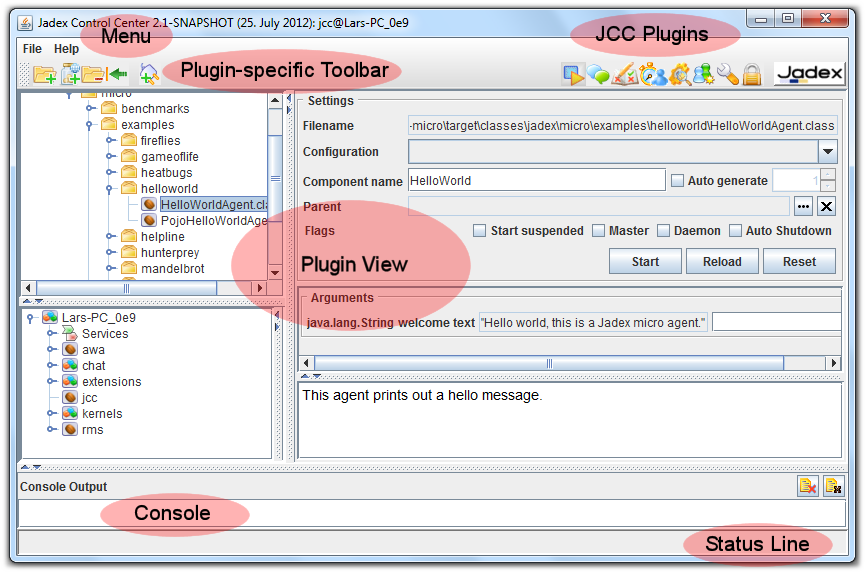 Jadex Control Center 2.1-SNAPSHOT (25. July 2012): jcc@Lars-PC_0e9
Menu
JCC Plugins
File Help
Plugin-specific Toolbar
Jadex
micro
benchmarks
examples
fireflies
gameoflife
heatbugs
helloworld
HelloWorldAgent.cl
PojoHelloWorldAge
helpline
hunterprey
mandelbrot
Settings
Filename -micro\target\classes\jadex\micro\examples\helloworld\HelloWorldAgent.class
Configuration
Component name HelloWorld Auto generate 1
Parent ...
Flags Start suspended Master Daemon Auto Shutdown
Plugin View
Start Reload Reset
Arguments
java.lang.String welcome text "Hello world, this is a Jadex micro agent."
Lars-PC_0e9
Services
awa
chat
extensions
jcc
kernels
rms
This agent prints out a hello message.
Console Output
Console
Status Line